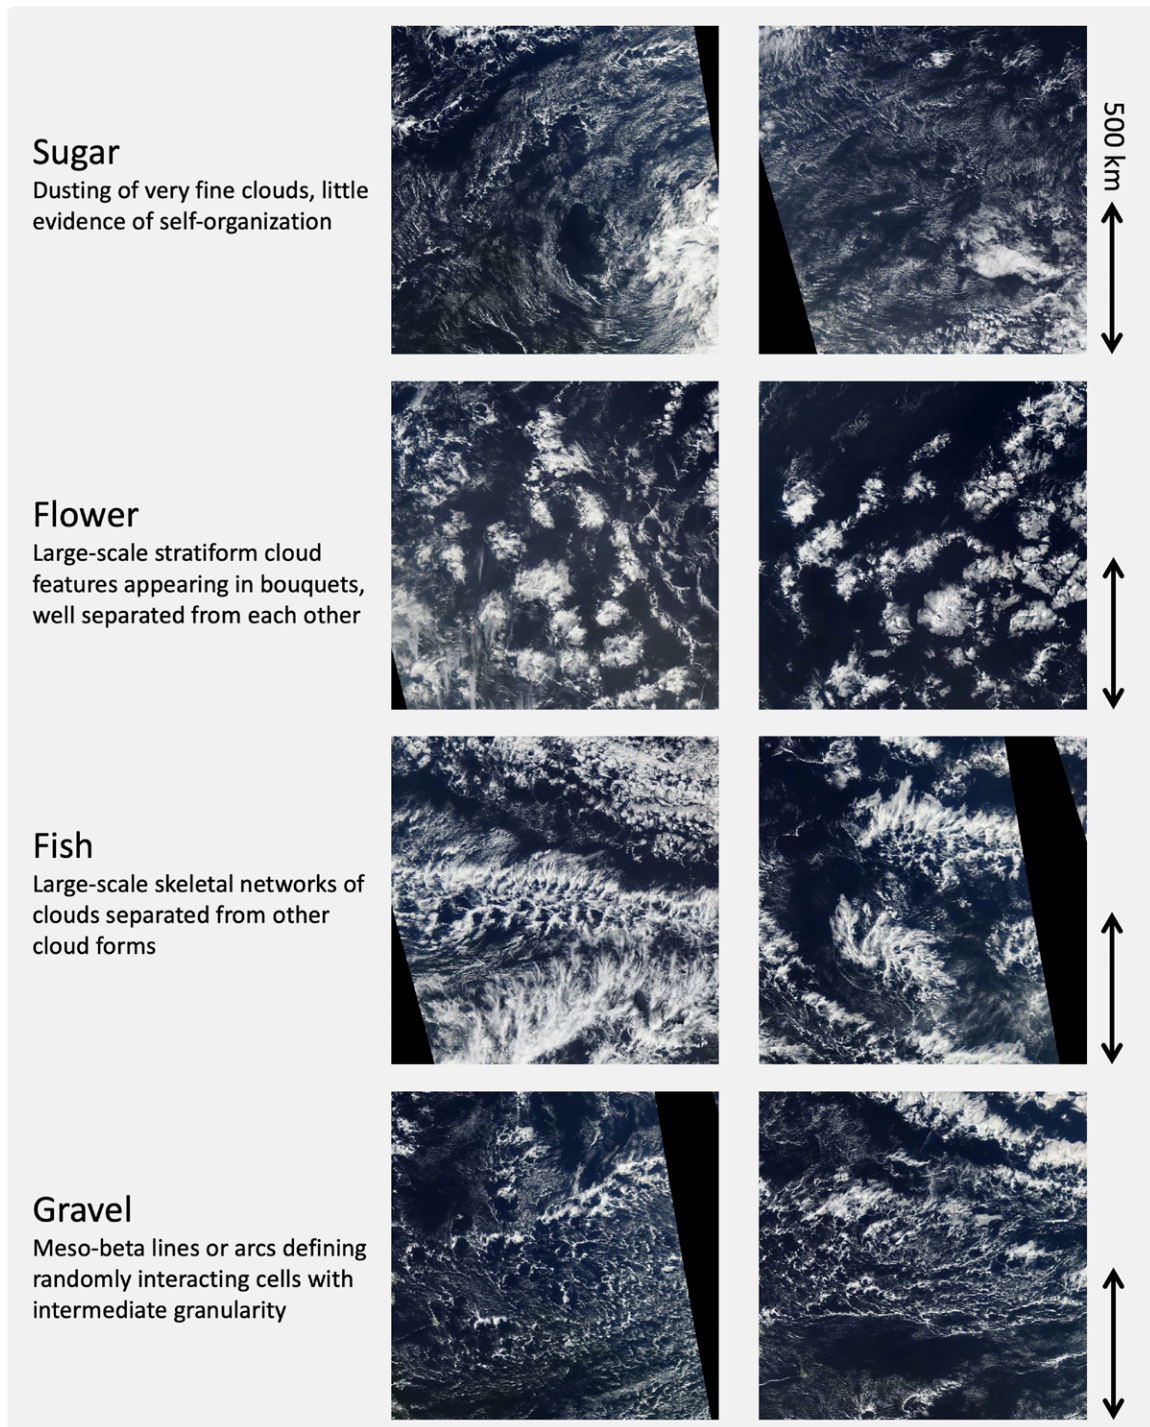 Sugar
Dusting of very fine clouds, little
evidence of self-organization
500 km
Flower
Large-scale stratiform cloud
features appearing in bouquets,
well separated from each other
Fish
Large-scale skeletal networks of
clouds separated from other
cloud forms
Gravel
Meso-beta lines or arcs defining
randomly interacting cells with
intermediate granularity